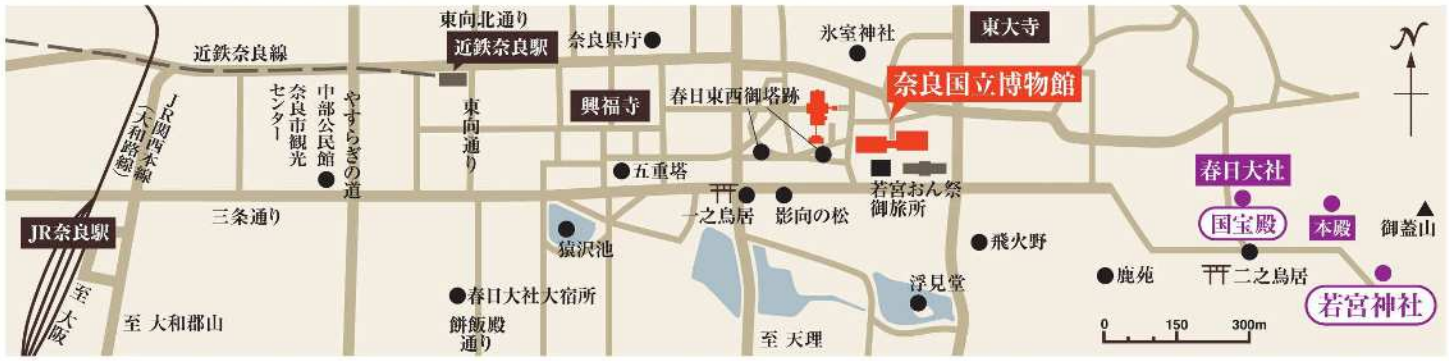 東向北通り
近鉄奈良線
近鉄奈良駅
奈良県庁
氷室神社
東大寺
N
奈良国立博物館
春日東西御塔跡
興福寺
東向通り
やすらぎの道
中部公民館
奈良市観光
センター
JR関西本線
(大和路線)
五重塔
若宮おん祭
御旅所
春日大社
国宝殿
本殿
御蓋山
三条通り
一之鳥居
影向の松
JR奈良駅
猿沢池
飛火野
鹿苑
二之鳥居
若宮神社
浮見堂
春日大社大宿所
餅飯殿
通り
至 大阪
至 大和郡山
至 天理
0 150 300m